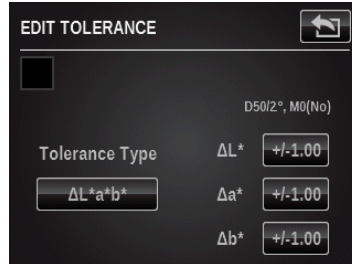 EDIT TOLERANCE
D50/2°, M0(No)
Tolerance Type
ΔL*a*b*
ΔL* +/-1.00
Δa* +/-1.00
Δb* +/-1.00